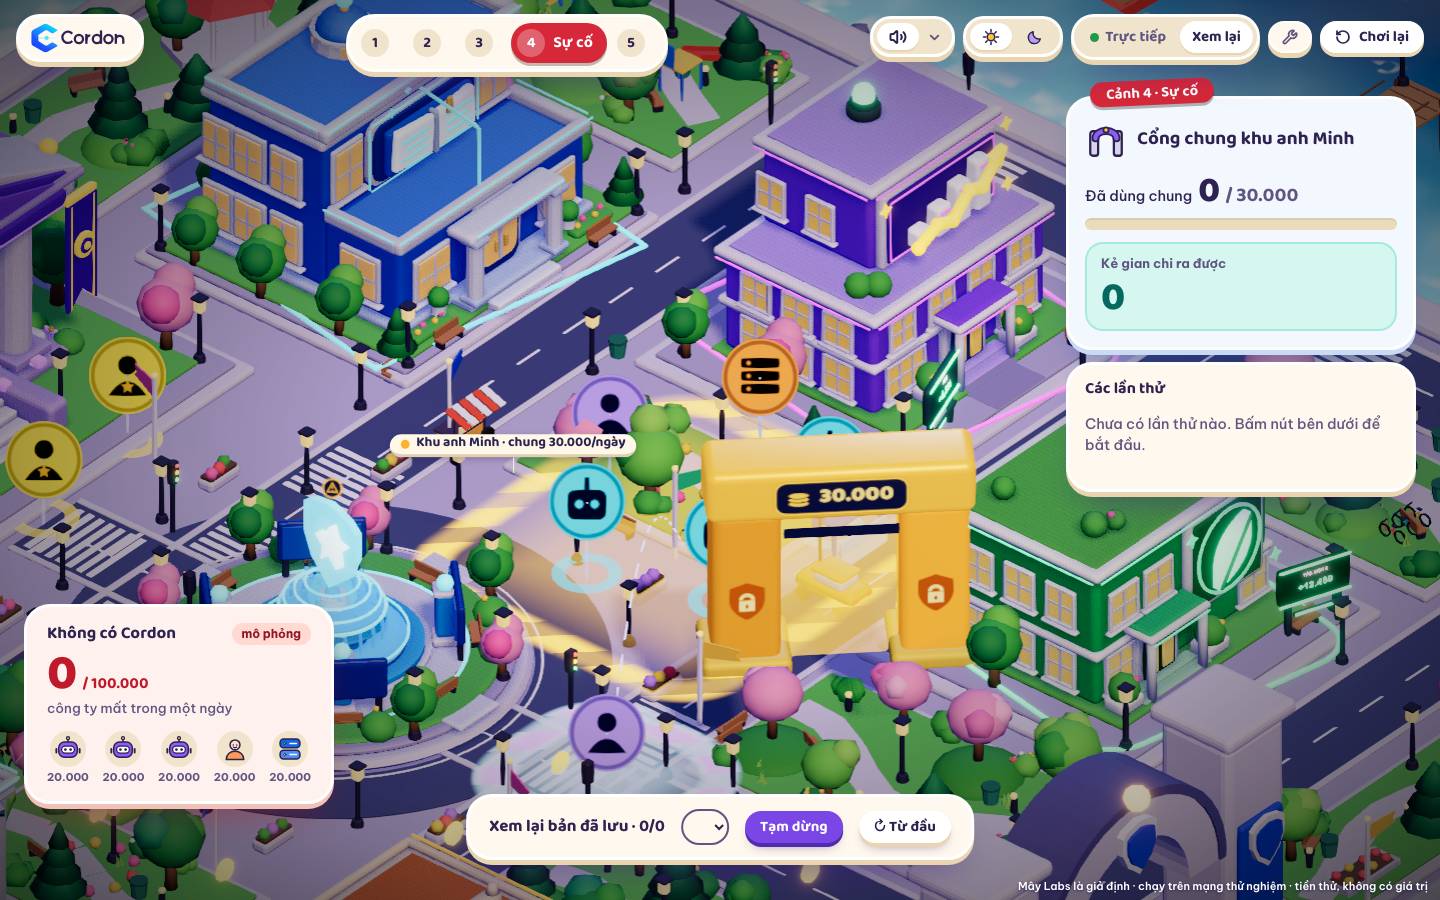 Cordon
1
2
3
4 Sự cố
5
Trực tiếp
Xem lại
Chơi lại
Cảnh 4 · Sự cố
Cổng chung khu anh Minh
Đã dùng chung 0 / 30.000
Kẻ gian chi ra được
0
Các lần thử
Chưa có lần thử nào. Bấm nút bên dưới để
bắt đầu.
Khu anh Minh · chung 30.000/ngày
30.000
Không có Cordon
mô phỏng
0 / 100.000
công ty mất trong một ngày
20.000
20.000
20.000
20.000
20.000
Xem lại bản đã lưu · 0/0
Tạm dừng
Từ đầu
Mây Labs là giả định · chạy trên mạng thử nghiệm · tiền thử, không có giá trị